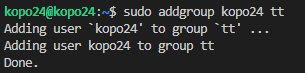 kopo24@kopo24:~$ sudo addgroup kopo24 tt
Adding user `kopo24' to group `tt' ...
Adding user kopo24 to group tt
Done.